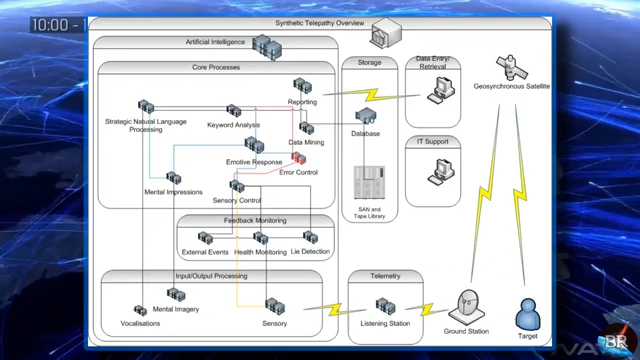 10:00 -
Synthetic Telepathy Overview
Artificial Intelligence
Core Processes
Storage
Data Entry/
Retrieval
Geosynchronous Satellite
Reporting
Strategic Natural Language
Processing
Keyword Analysis
Data Mining
Database
IT Support
Emotive Response
Error Control
Mental Impressions
Sensory Control
SAN and
Tape Library
Feedback Monitoring
External Events
Health Monitoring
Lie Detection
Input/Output Processing
Telemetry
Mental Imagery
Vocalisations
Sensory
Listening Station
Ground Station
Target
BR